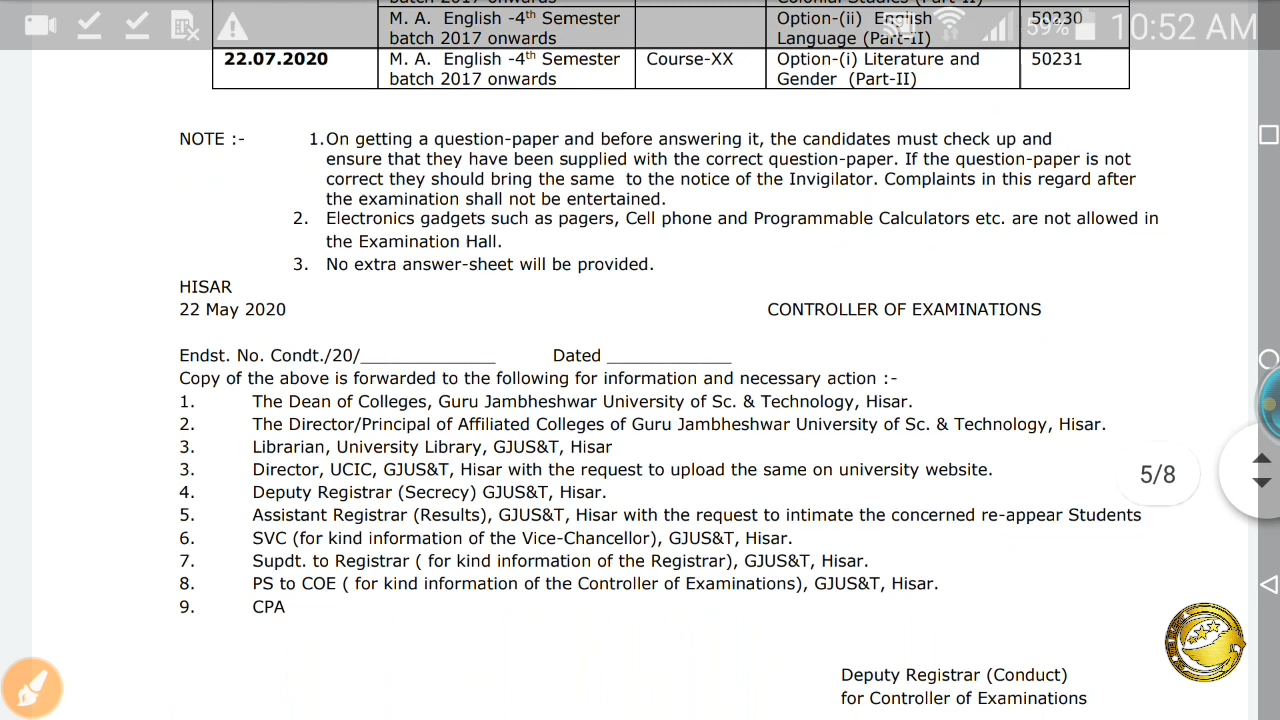 59% 10:52 AM
batch 2017 onwards Colonial Studies (Part-II)
M. A. English -4th Semester Option-(ii) English 50230
batch 2017 onwards Language (Part-II)
22.07.2020 M. A. English -4th Semester Course-XX Option-(i) Literature and 50231
batch 2017 onwards Gender (Part-II)
NOTE :- 1. On getting a question-paper and before answering it, the candidates must check up and
ensure that they have been supplied with the correct question-paper. If the question-paper is not
correct they should bring the same to the notice of the Invigilator. Complaints in this regard after
the examination shall not be entertained.
2. Electronics gadgets such as pagers, Cell phone and Programmable Calculators etc. are not allowed in
the Examination Hall.
3. No extra answer-sheet will be provided.
HISAR
22 May 2020 CONTROLLER OF EXAMINATIONS
Endst. No. Condt./20/______________ Dated _____________
Copy of the above is forwarded to the following for information and necessary action :-
1. The Dean of Colleges, Guru Jambheshwar University of Sc. & Technology, Hisar.
2. The Director/Principal of Affiliated Colleges of Guru Jambheshwar University of Sc. & Technology, Hisar.
3. Librarian, University Library, GJUS&T, Hisar
3. Director, UCIC, GJUS&T, Hisar with the request to upload the same on university website.
5/8
4. Deputy Registrar (Secrecy) GJUS&T, Hisar.
5. Assistant Registrar (Results), GJUS&T, Hisar with the request to intimate the concerned re-appear Students
6. SVC (for kind information of the Vice-Chancellor), GJUS&T, Hisar.
7. Supdt. to Registrar ( for kind information of the Registrar), GJUS&T, Hisar.
8. PS to COE ( for kind information of the Controller of Examinations), GJUS&T, Hisar.
9. CPA
Deputy Registrar (Conduct)
for Controller of Examinations